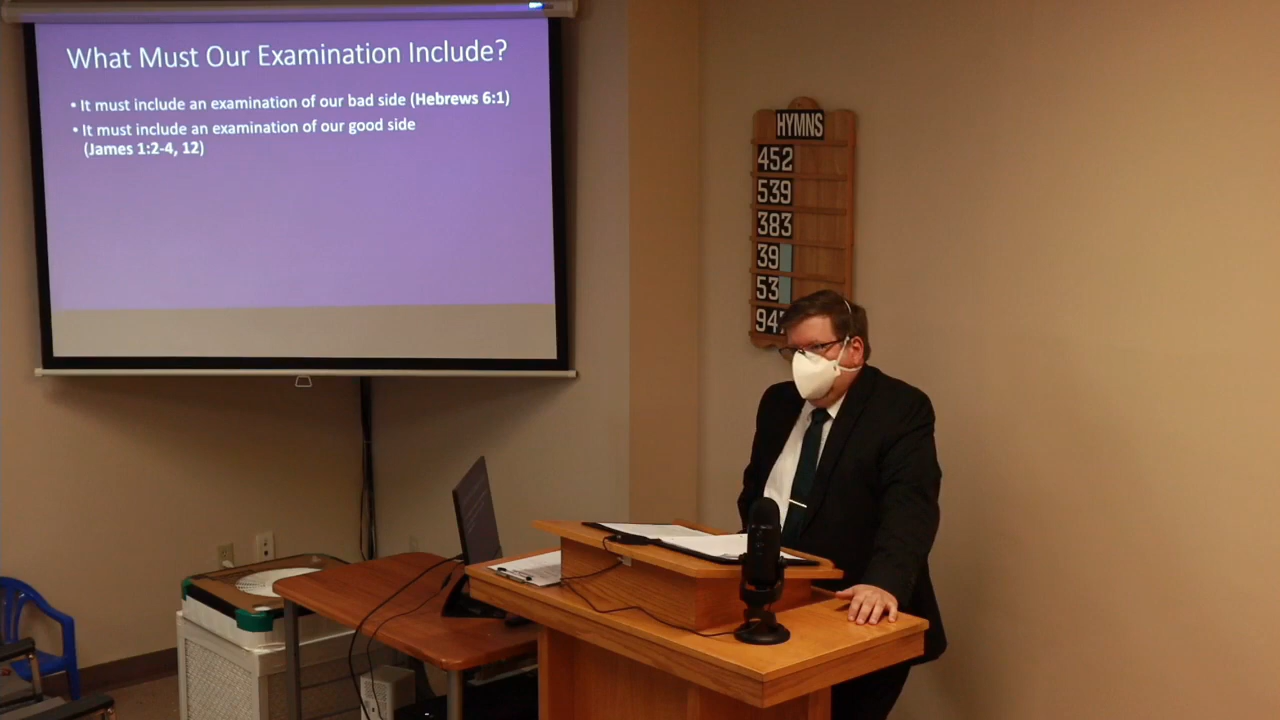 What Must Our Examination Include?
• It must include an examination of our bad side (Hebrews 6:1)
• It must include an examination of our good side
(James 1:2-4, 12)
HYMNS
452
539
383
39
53